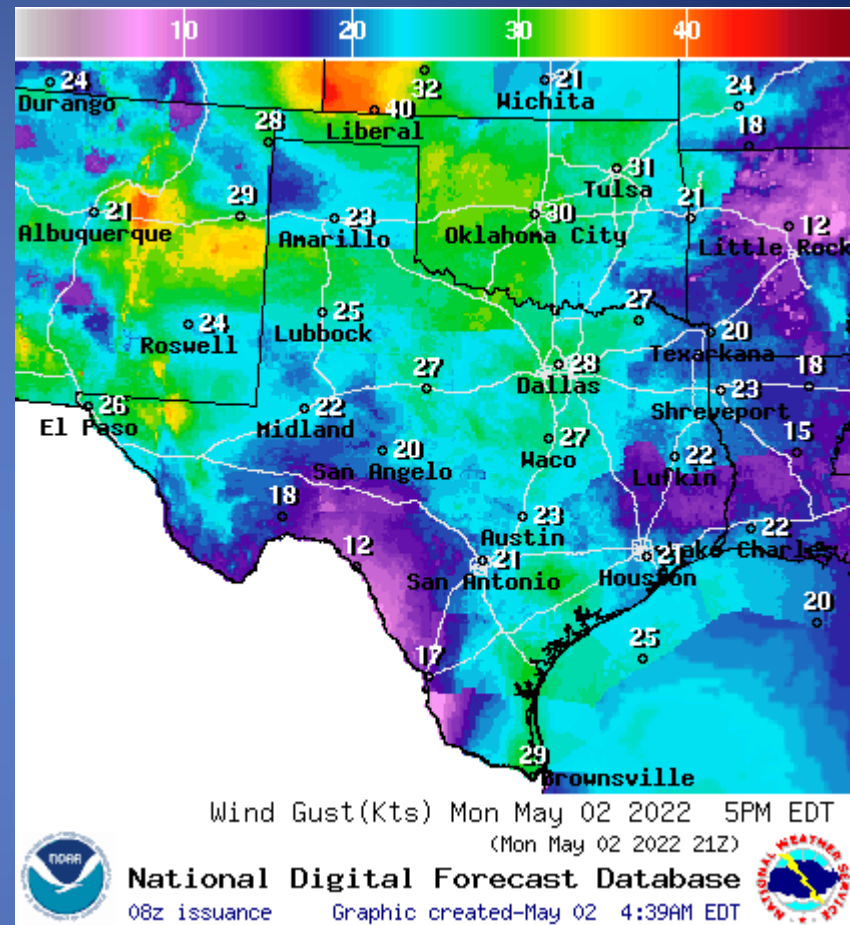 10 20 30 40
24 32 21 24
Durango Wichita
40
Liberal
28 18
31
Tulsa
21 29 23 30 21 12
Albuquerque Amarillo Oklahoma City Little Rock
24 25 27 20
Roswell Lubbock Texarkana
28 18
27 Dallas 23
26 22 Shreveport
El Paso Midland
20 27 22 15
San Angelo Waco Lufkin
18 23 22
Austin Lake Charles
12 21 21
San Antonio Houston
20
25
17
29
Brownsville
Wind Gust(Kts) Mon May 02 2022 5PM EDT
(Mon May 02 2022 21Z)
National Digital Forecast Database
08z issuance Graphic created-May 02 4:39AM EDT
NOAA
NATIONAL WEATHER SERVICE